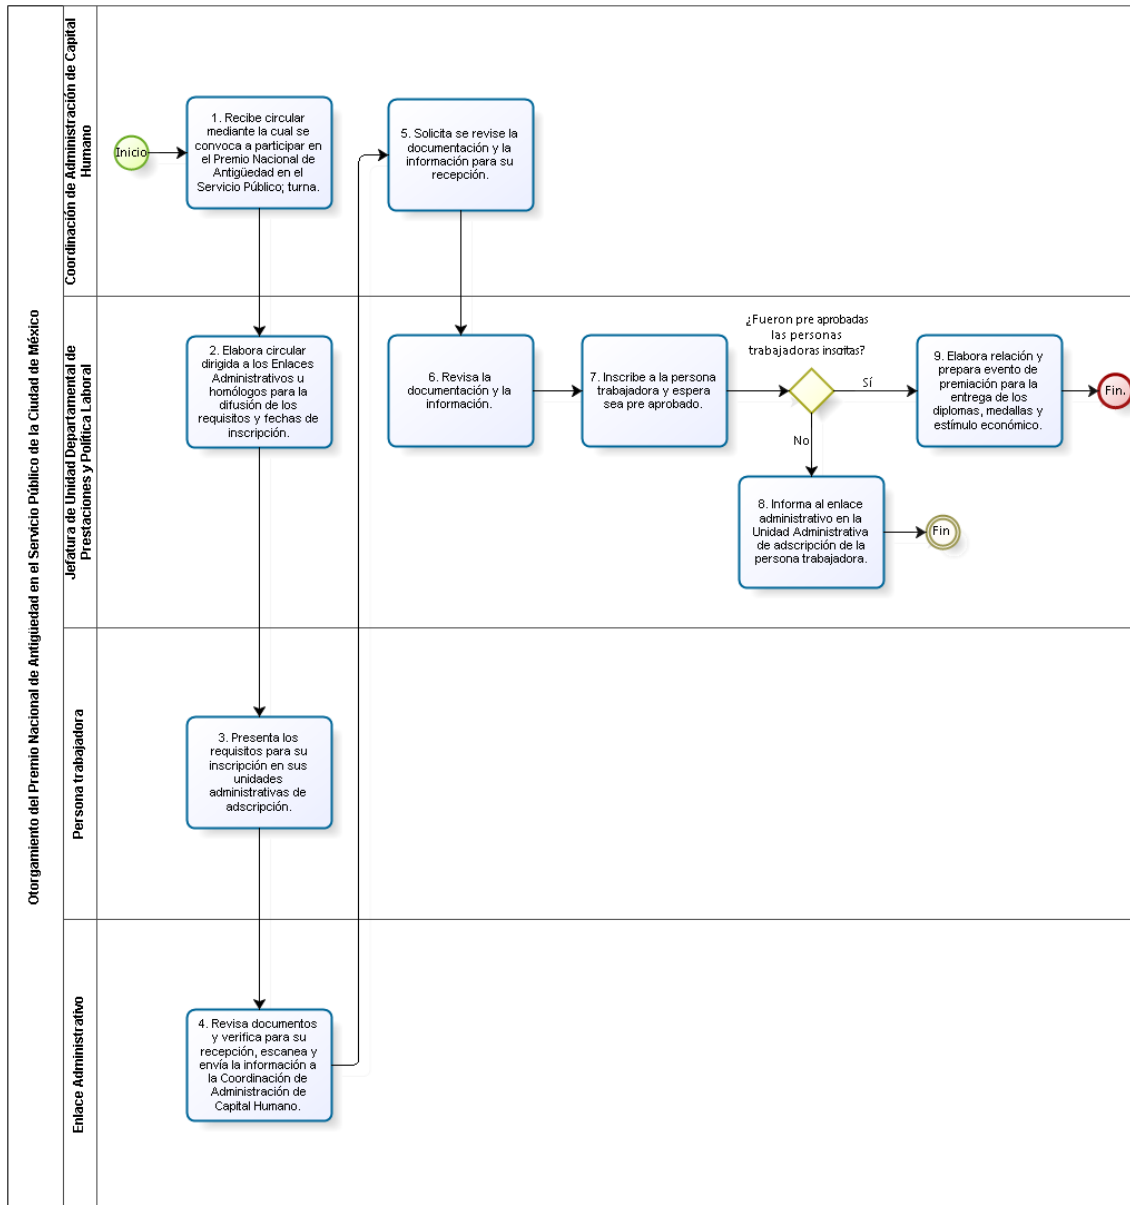 Otorgamiento del Premio Nacional de Antigüedad en el Servicio Público de la Ciudad de México
Coordinación de Administración de Capital
Humano
Inicio
1. Recibe circular
mediante la cual se
convoca a participar en
el Premio Nacional de
Antigüedad en el
Servicio Público; turna.
5. Solicita se revise la
documentación y la
información para su
recepción.
Jefatura de Unidad Departamental de
Prestaciones y Política Laboral
2. Elabora circular
dirigida a los Enlaces
Administrativos u
homólogos para la
difusión de los
requisitos y fechas de
inscripción.
6. Revisa la
documentación y la
información.
7. Inscribe a la persona
trabajadora y espera
sea pre aprobado.
¿Fueron pre aprobadas
las personas
trabajadoras inscritas?
Sí
No
9. Elabora relación y
prepara evento de
premiación para la
entrega de los
diplomas, medallas y
estímulo económico.
Fin.
8. Informa al enlace
administrativo en la
Unidad Administrativa
de adscripción de la
persona trabajadora.
Fin
Persona trabajadora
3. Presenta los
requisitos para su
inscripción en sus
unidades
administrativas de
adscripción.
Enlace Administrativo
4. Revisa documentos
y verifica para su
recepción, escanea y
envía la información a
la Coordinación de
Administración de
Capital Humano.